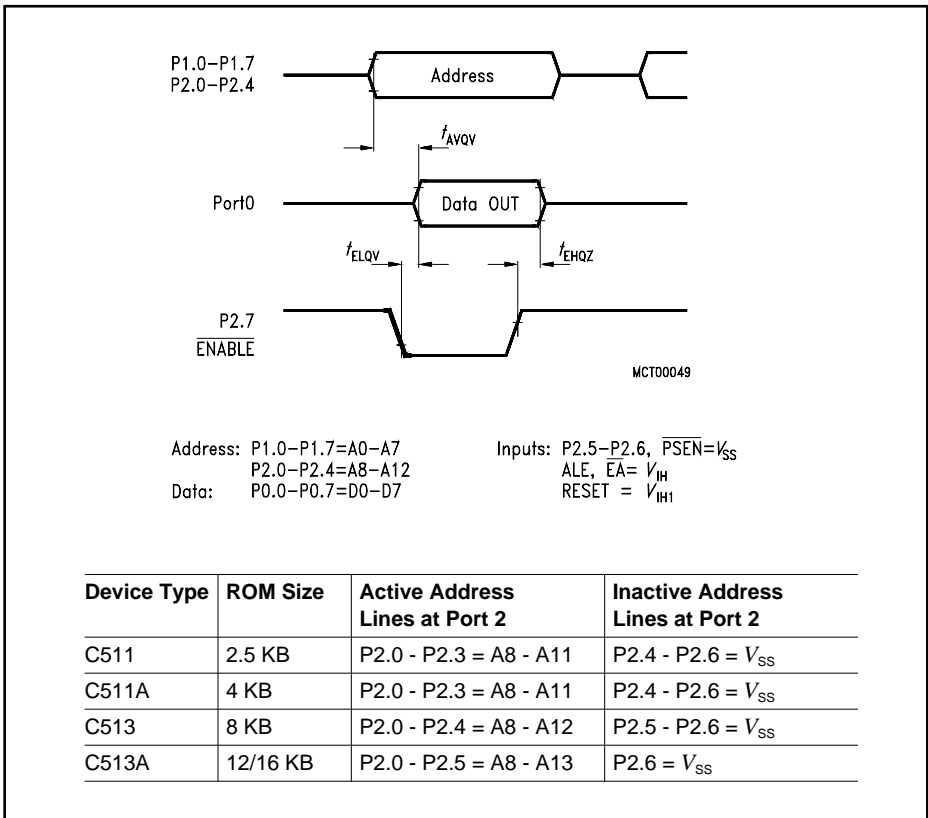 P1.0–P1.7
P2.0–P2.4
Address
tAVQV
Port0
Data OUT
tELQV
tEHQZ
P2.7
ENABLE
MCT00049
Address: P1.0–P1.7=A0–A7
P2.0–P2.4=A8–A12
Data: P0.0–P0.7=D0–D7
Inputs: P2.5–P2.6, PSEN=VSS
ALE, EA= VIH
RESET = VIH1
Device Type ROM Size Active Address Lines at Port 2 Inactive Address Lines at Port 2
C511 2.5 KB P2.0 - P2.3 = A8 - A11 P2.4 - P2.6 = VSS
C511A 4 KB P2.0 - P2.3 = A8 - A11 P2.4 - P2.6 = VSS
C513 8 KB P2.0 - P2.4 = A8 - A12 P2.5 - P2.6 = VSS
C513A 12/16 KB P2.0 - P2.5 = A8 - A13 P2.6 = VSS